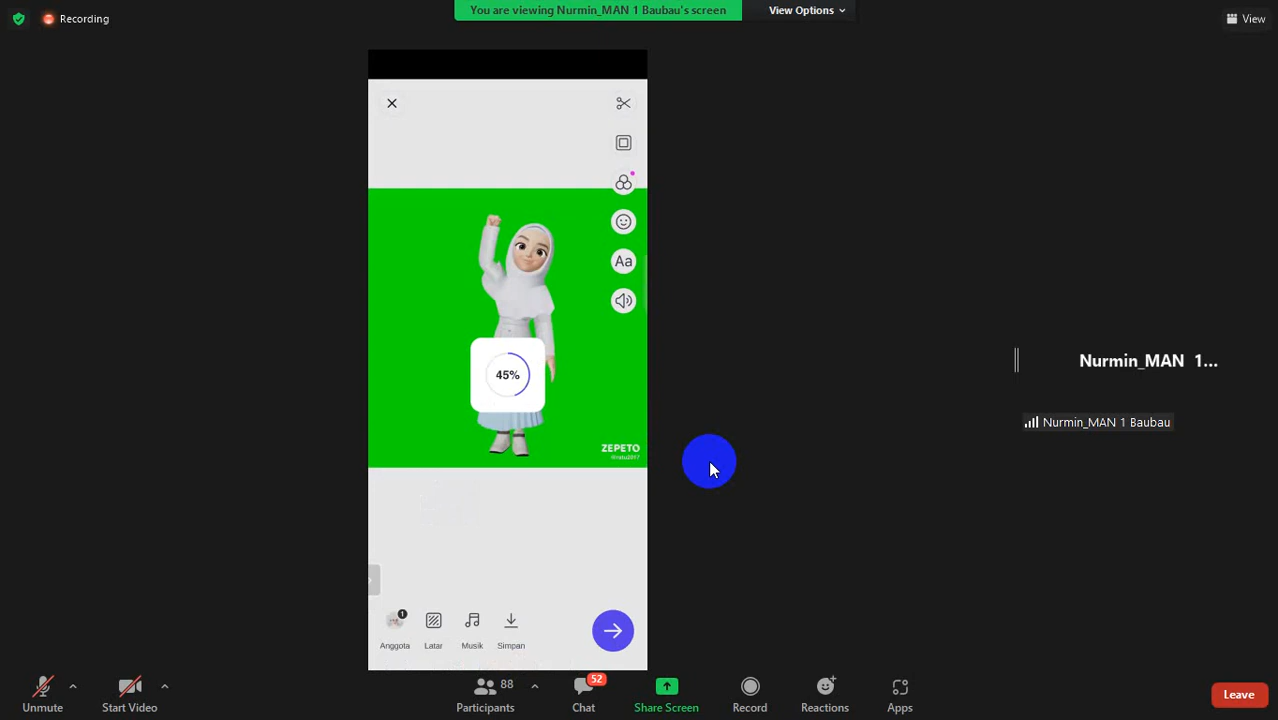 Recording
You are viewing Nurmin_MAN 1 Baubau's screen
View Options
View
Aa
45%
ZEPETO
Nurmin_MAN 1...
Nurmin_MAN 1 Baubau
1
Anggota
Latar
Musik
Simpan
88
52
Unmute
Start Video
Participants
Chat
Share Screen
Record
Reactions
Apps
Leave